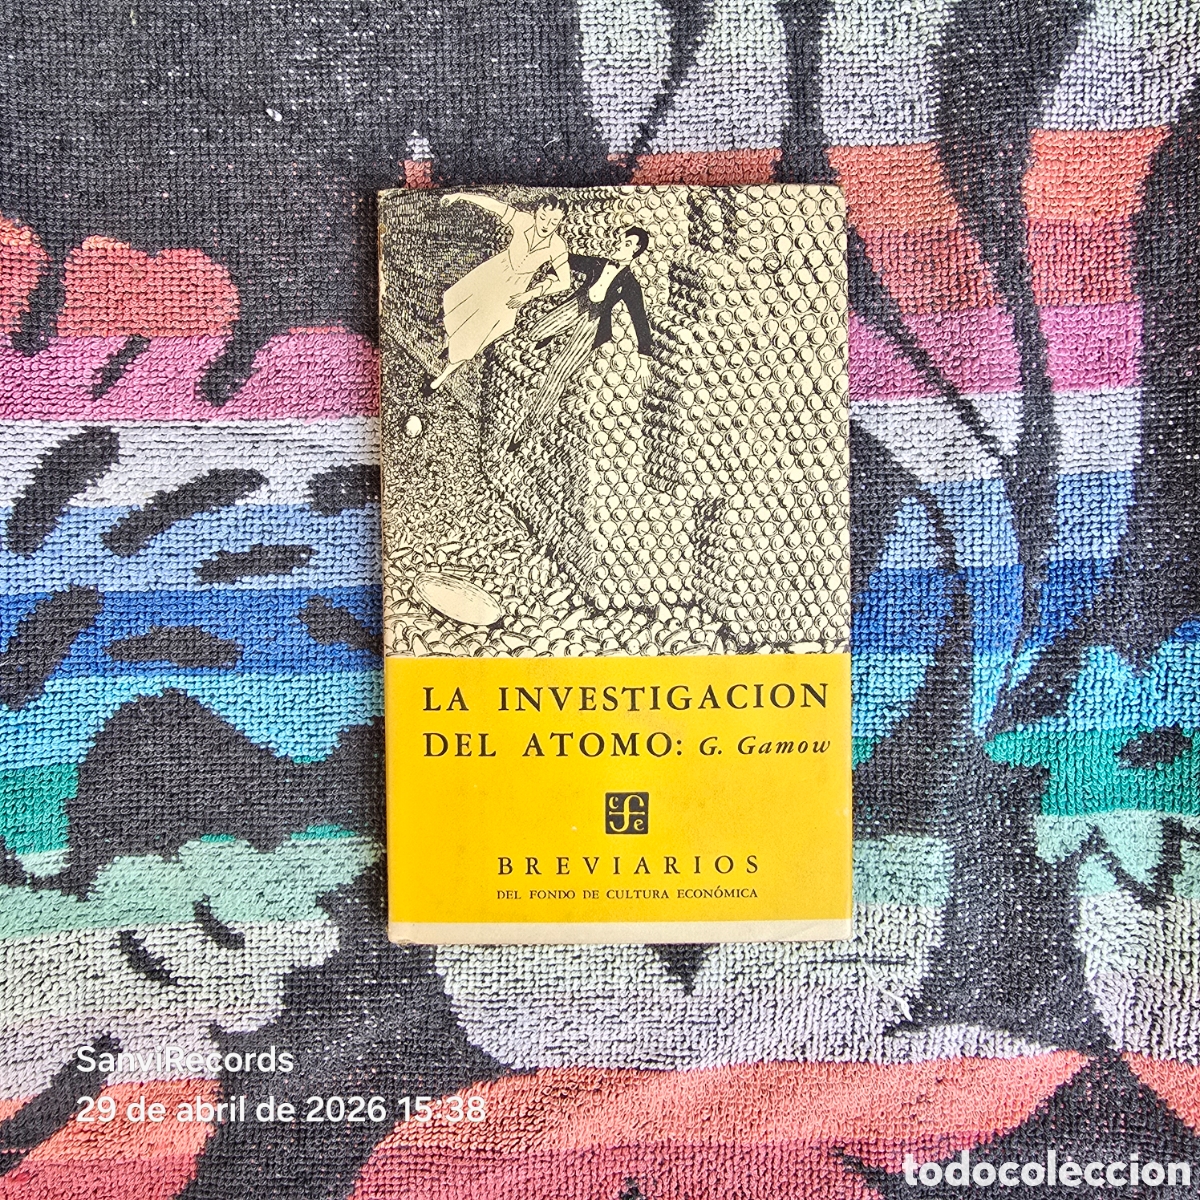 LA INVESTIGACION
DEL ATOMO: G. Gamow
cfe
BREVIARIOS
DEL FONDO DE CULTURA ECONÓMICA
SanviRecords
29 de abril de 2026 15:38
todocoleccion